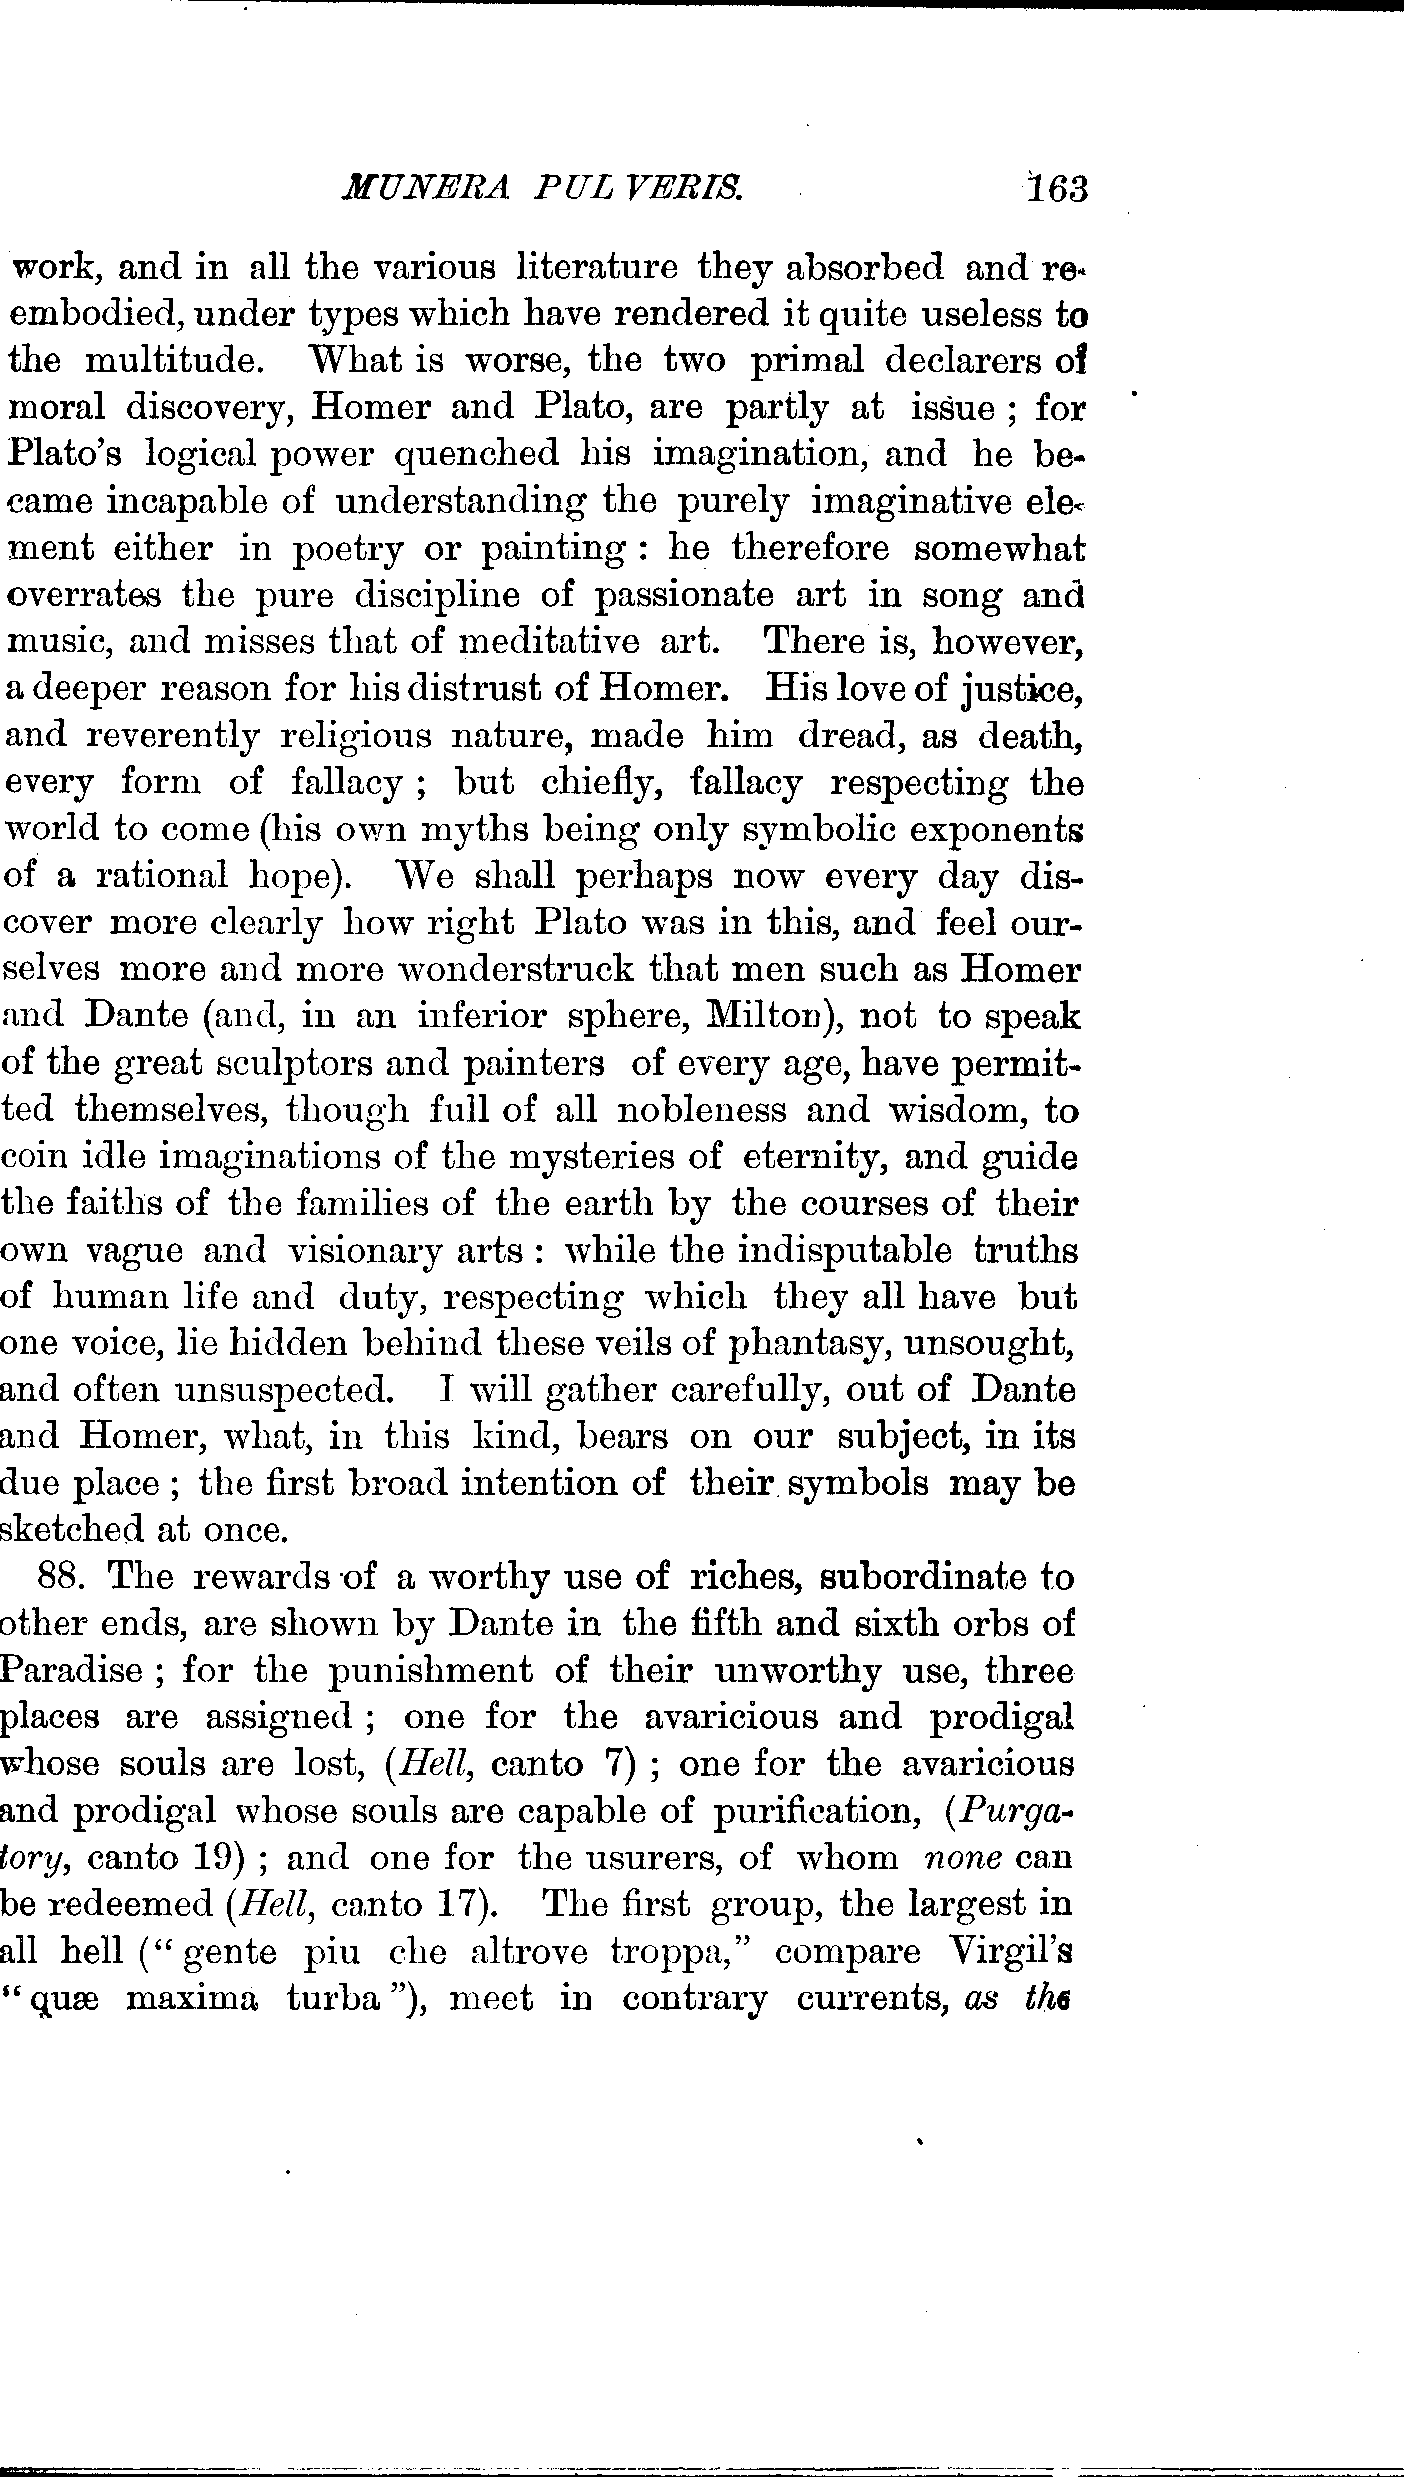 MUNERA PULVERIS. 163
work, and in all the various literature they absorbed and re-
embodied, under types which have rendered it quite useless to
the multitude. What is worse, the two primal declarers of
moral discovery, Homer and Plato, are partly at issue ; for
Plato's logical power quenched his imagination, and he be-
came incapable of understanding the purely imaginative ele-
ment either in poetry or painting : he therefore somewhat
overrates the pure discipline of passionate art in song and
music, and misses that of meditative art. There is, however,
a deeper reason for his distrust of Homer. His love of justice,
and reverently religious nature, made him dread, as death,
every form of fallacy ; but chiefly, fallacy respecting the
world to come (his own myths being only symbolic exponents
of a rational hope). We shall perhaps now every day dis-
cover more clearly how right Plato was in this, and feel our-
selves more and more wonderstruck that men such as Homer
and Dante (and, in an inferior sphere, Milton), not to speak
of the great sculptors and painters of every age, have permit-
ted themselves, though full of all nobleness and wisdom, to
coin idle imaginations of the mysteries of eternity, and guide
the faiths of the families of the earth by the courses of their
own vague and visionary arts : while the indisputable truths
of human life and duty, respecting which they all have but
one voice, lie hidden behind these veils of phantasy, unsought,
and often unsuspected. I will gather carefully, out of Dante
and Homer, what, in this kind, bears on our subject, in its
due place ; the first broad intention of their symbols may be
sketched at once.
88. The rewards of a worthy use of riches, subordinate to
other ends, are shown by Dante in the fifth and sixth orbs of
Paradise ; for the punishment of their unworthy use, three
places are assigned ; one for the avaricious and prodigal
whose souls are lost, (Hell, canto 7) ; one for the avaricious
and prodigal whose souls are capable of purification, (Purga-
tory, canto 19) ; and one for the usurers, of whom none can
be redeemed (Hell, canto 17). The first group, the largest in
all hell (" gente piu che altrove troppa," compare Virgil's
" quæ maxima turba "), meet in contrary currents, as the